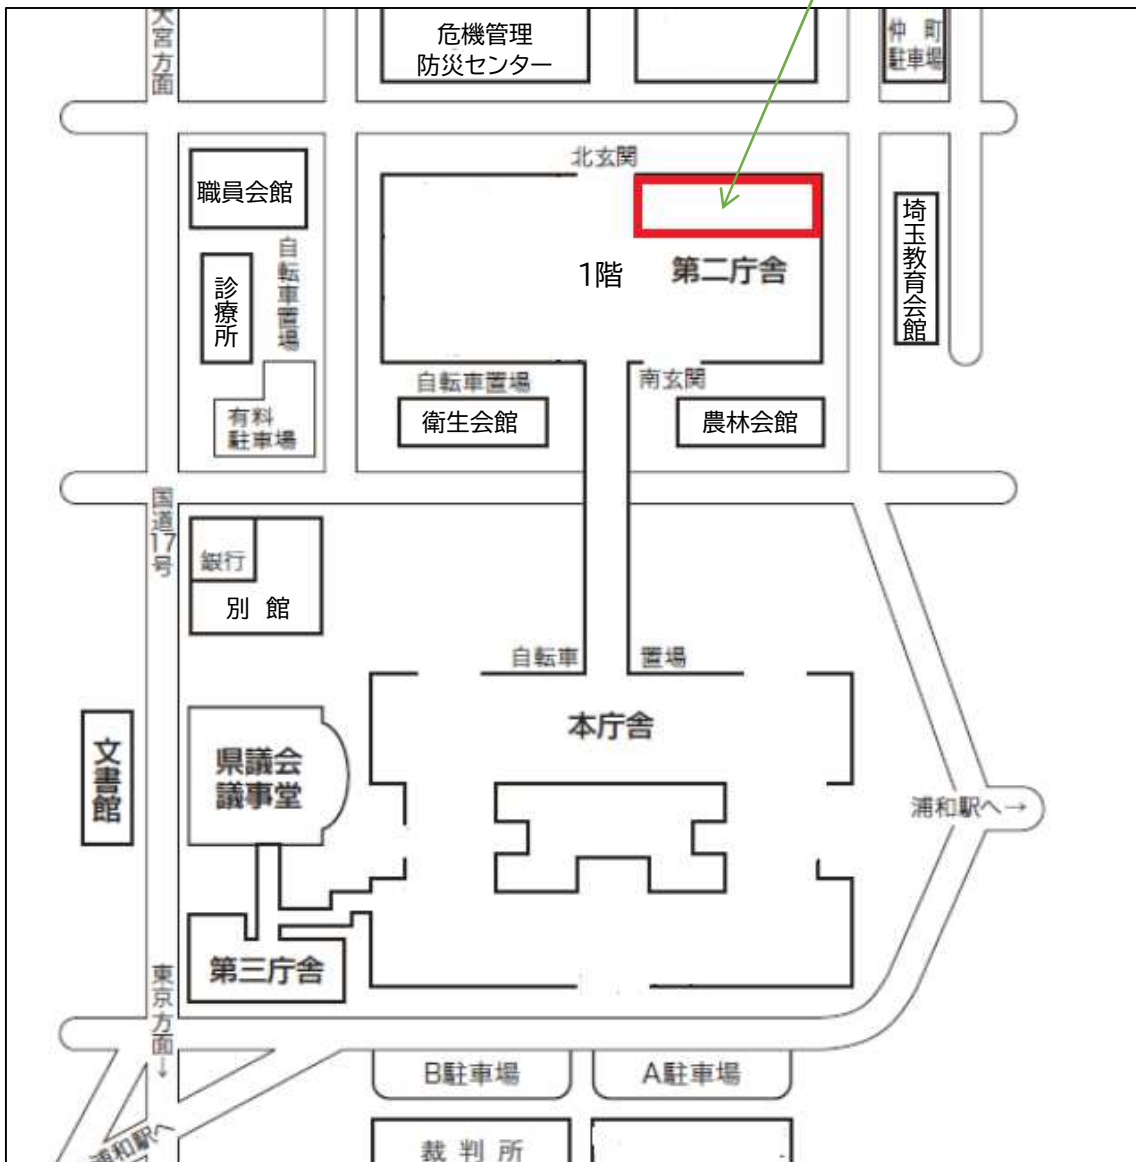 大宮方面
危機管理
防災センター
仲町
駐車場
北玄関
職員会館
自転車置場
診療所
1階
第二庁舎
埼玉教育会館
有料
駐車場
自転車置場
南玄関
衛生会館
農林会館
国道17号
銀行
別館
自転車
置場
本庁舎
文書館
県議会
議事堂
浦和駅へ→
第三庁舎
東京方面→
B駐車場
A駐車場
浦和駅へ
裁判所